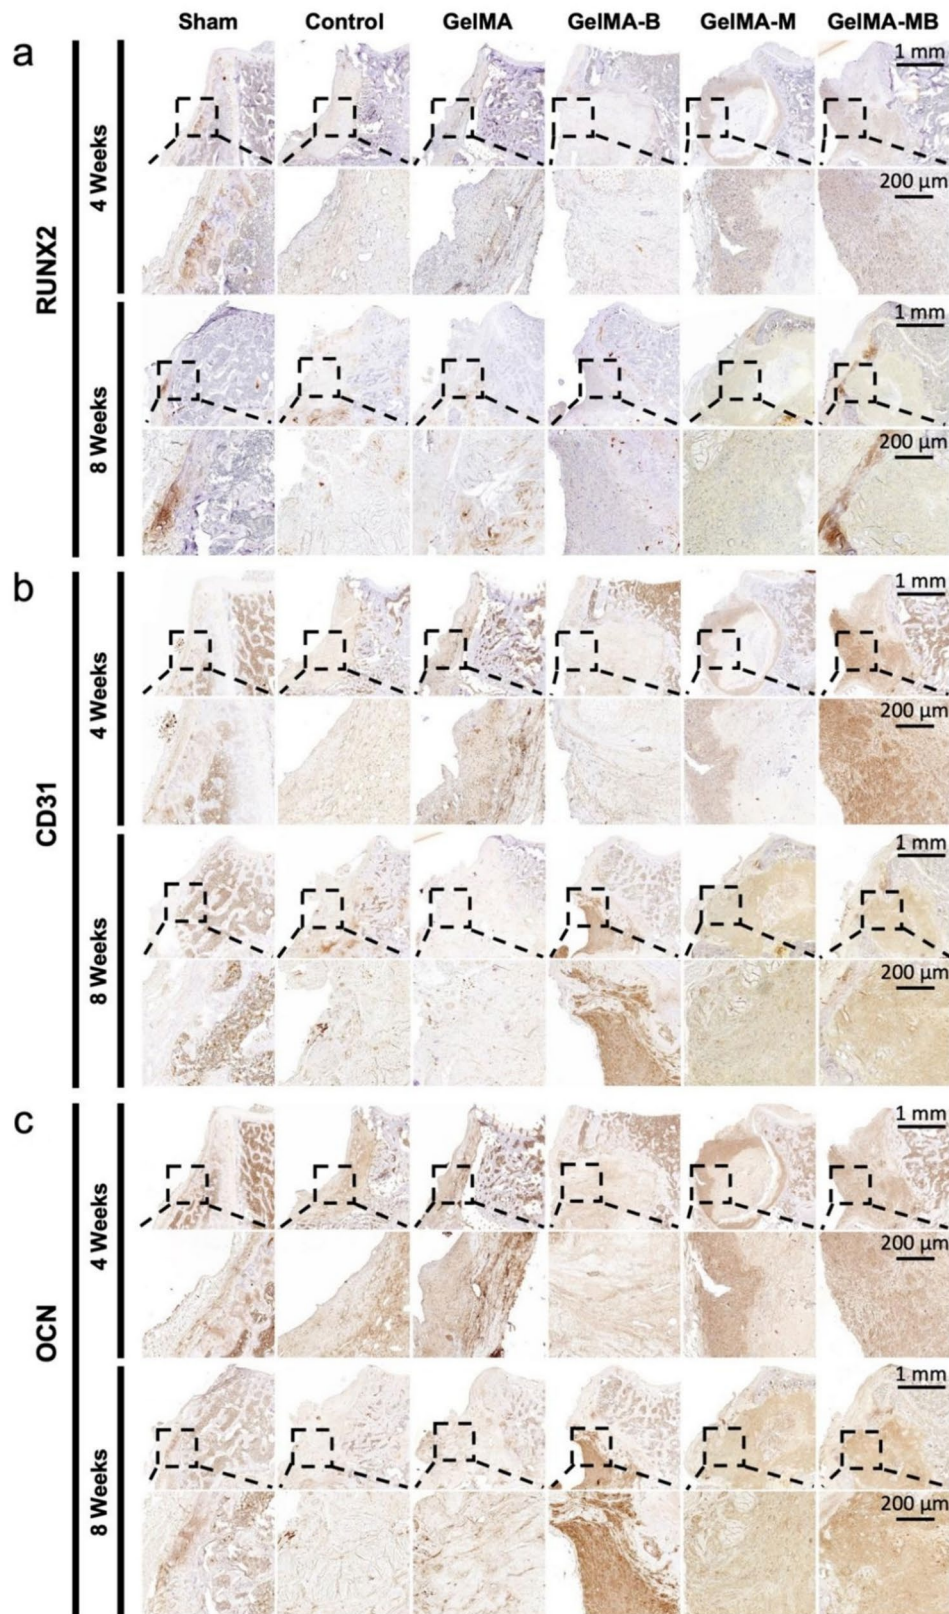 Sham Control GelMA GelMA-B GelMA-M GelMA-MB
a
RUNX2
4 Weeks
1 mm
200 μm
8 Weeks
1 mm
200 μm
b
CD31
4 Weeks
1 mm
200 μm
8 Weeks
1 mm
200 μm
c
OCN
4 Weeks
1 mm
200 μm
8 Weeks
1 mm
200 μm